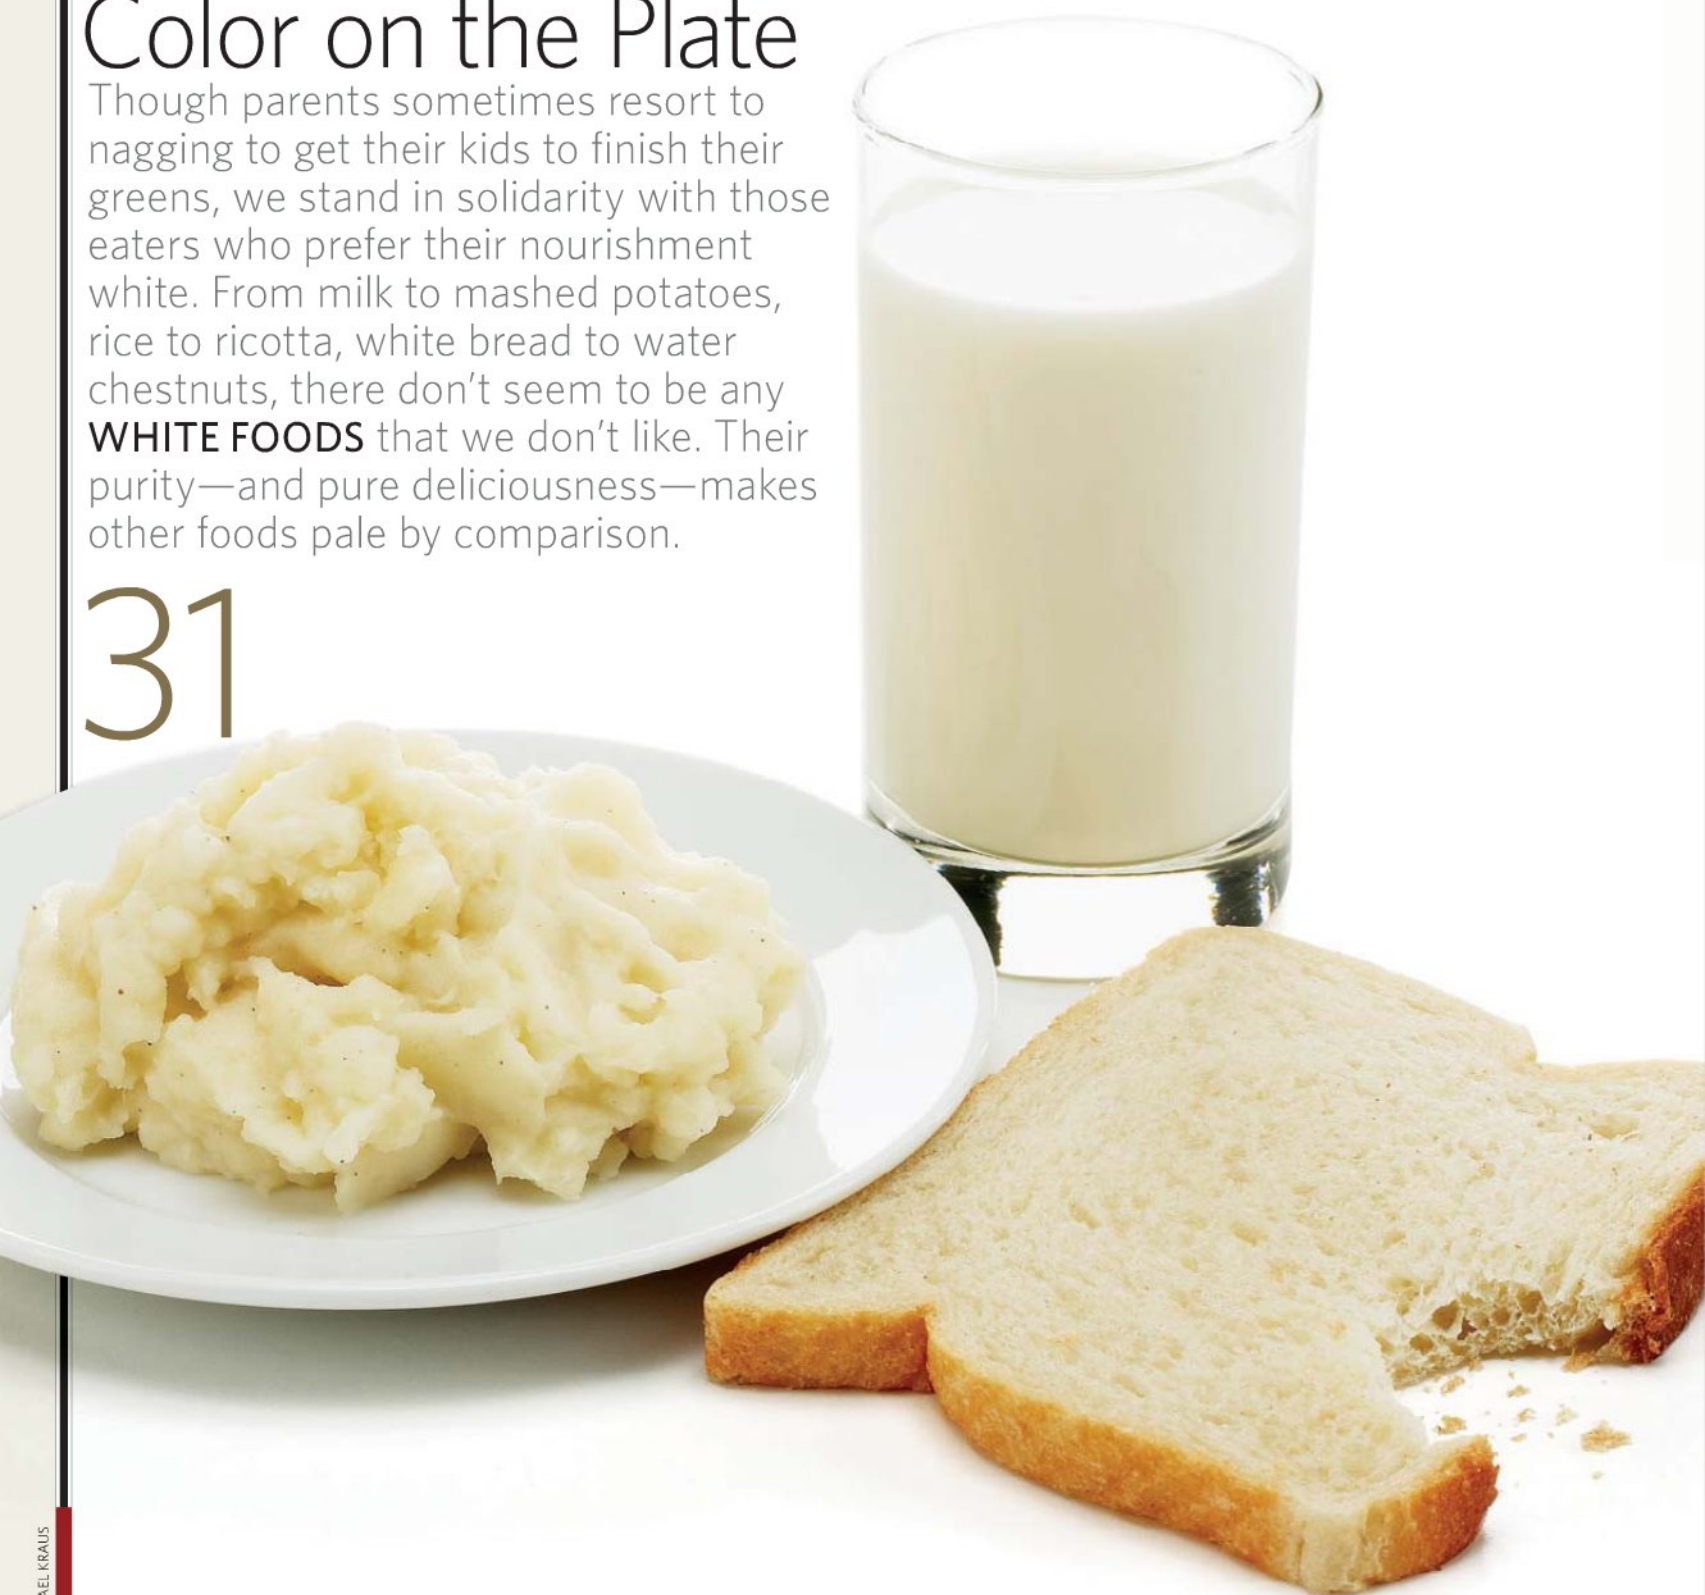 Color on the Plate
Though parents sometimes resort to
nagging to get their kids to finish their
greens, we stand in solidarity with those
eaters who prefer their nourishment
white. From milk to mashed potatoes,
rice to ricotta, white bread to water
chestnuts, there don't seem to be any
WHITE FOODS that we don't like. Their
purity—and pure deliciousness—makes
other foods pale by comparison.
31
KRAUS